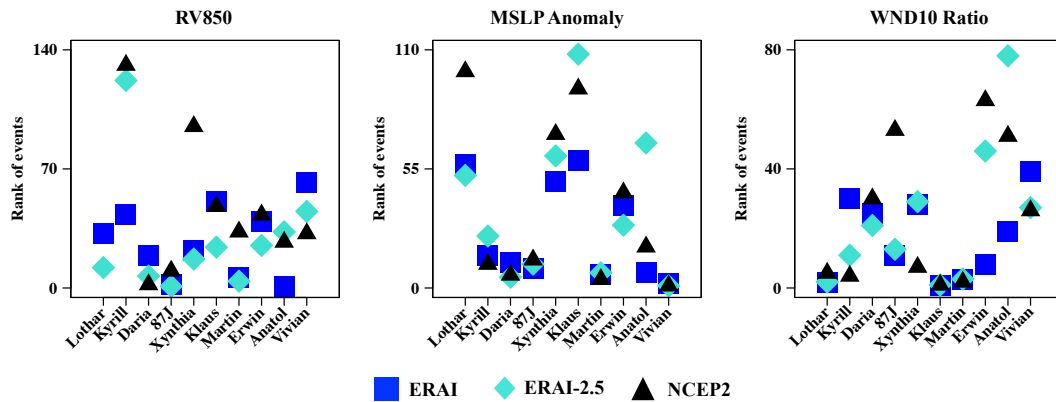 RV850
MSLP Anomaly
WND10 Ratio
Rank of events
140
70
0
Lothar
Kyrill
Daria
87J
Xynthia
Klaus
Martin
Erwin
Anatol
Vivian
Rank of events
110
55
0
Lothar
Kyrill
Daria
87J
Xynthia
Klaus
Martin
Erwin
Anatol
Vivian
Rank of events
80
40
0
Lothar
Kyrill
Daria
87J
Xynthia
Klaus
Martin
Erwin
Anatol
Vivian
ERAI
ERAI-2.5
NCEP2